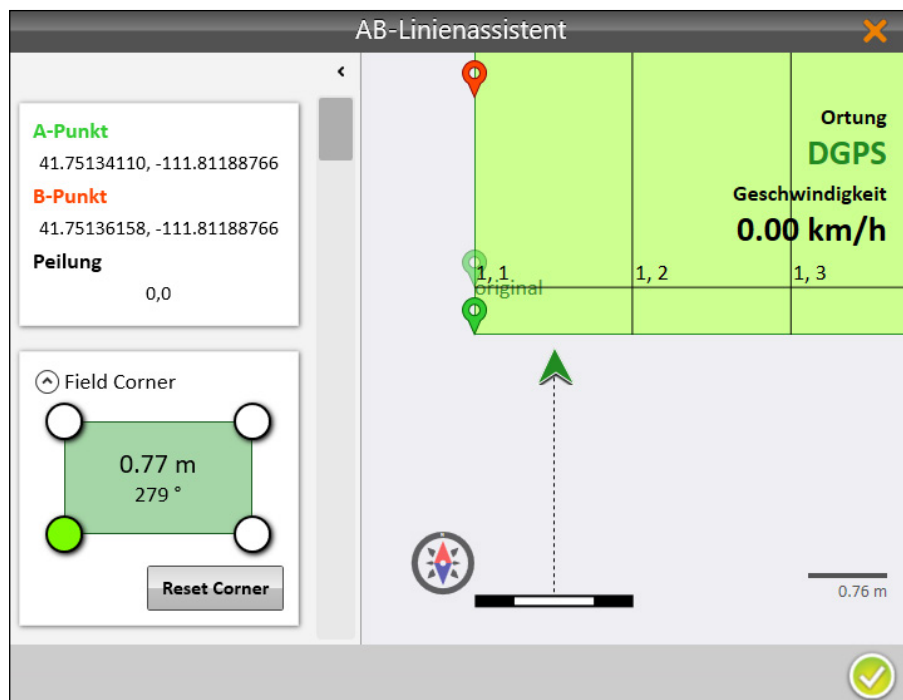 AB-Linienassistent
A-Punkt
41.75134110, -111.81188766
B-Punkt
41.75136158, -111.81188766
Peilung
0,0
Field Corner
0.77 m
279 °
Reset Corner
Ortung
DGPS
Geschwindigkeit
0.00 km/h
1, 1
1, 2
1, 3
original
0.76 m